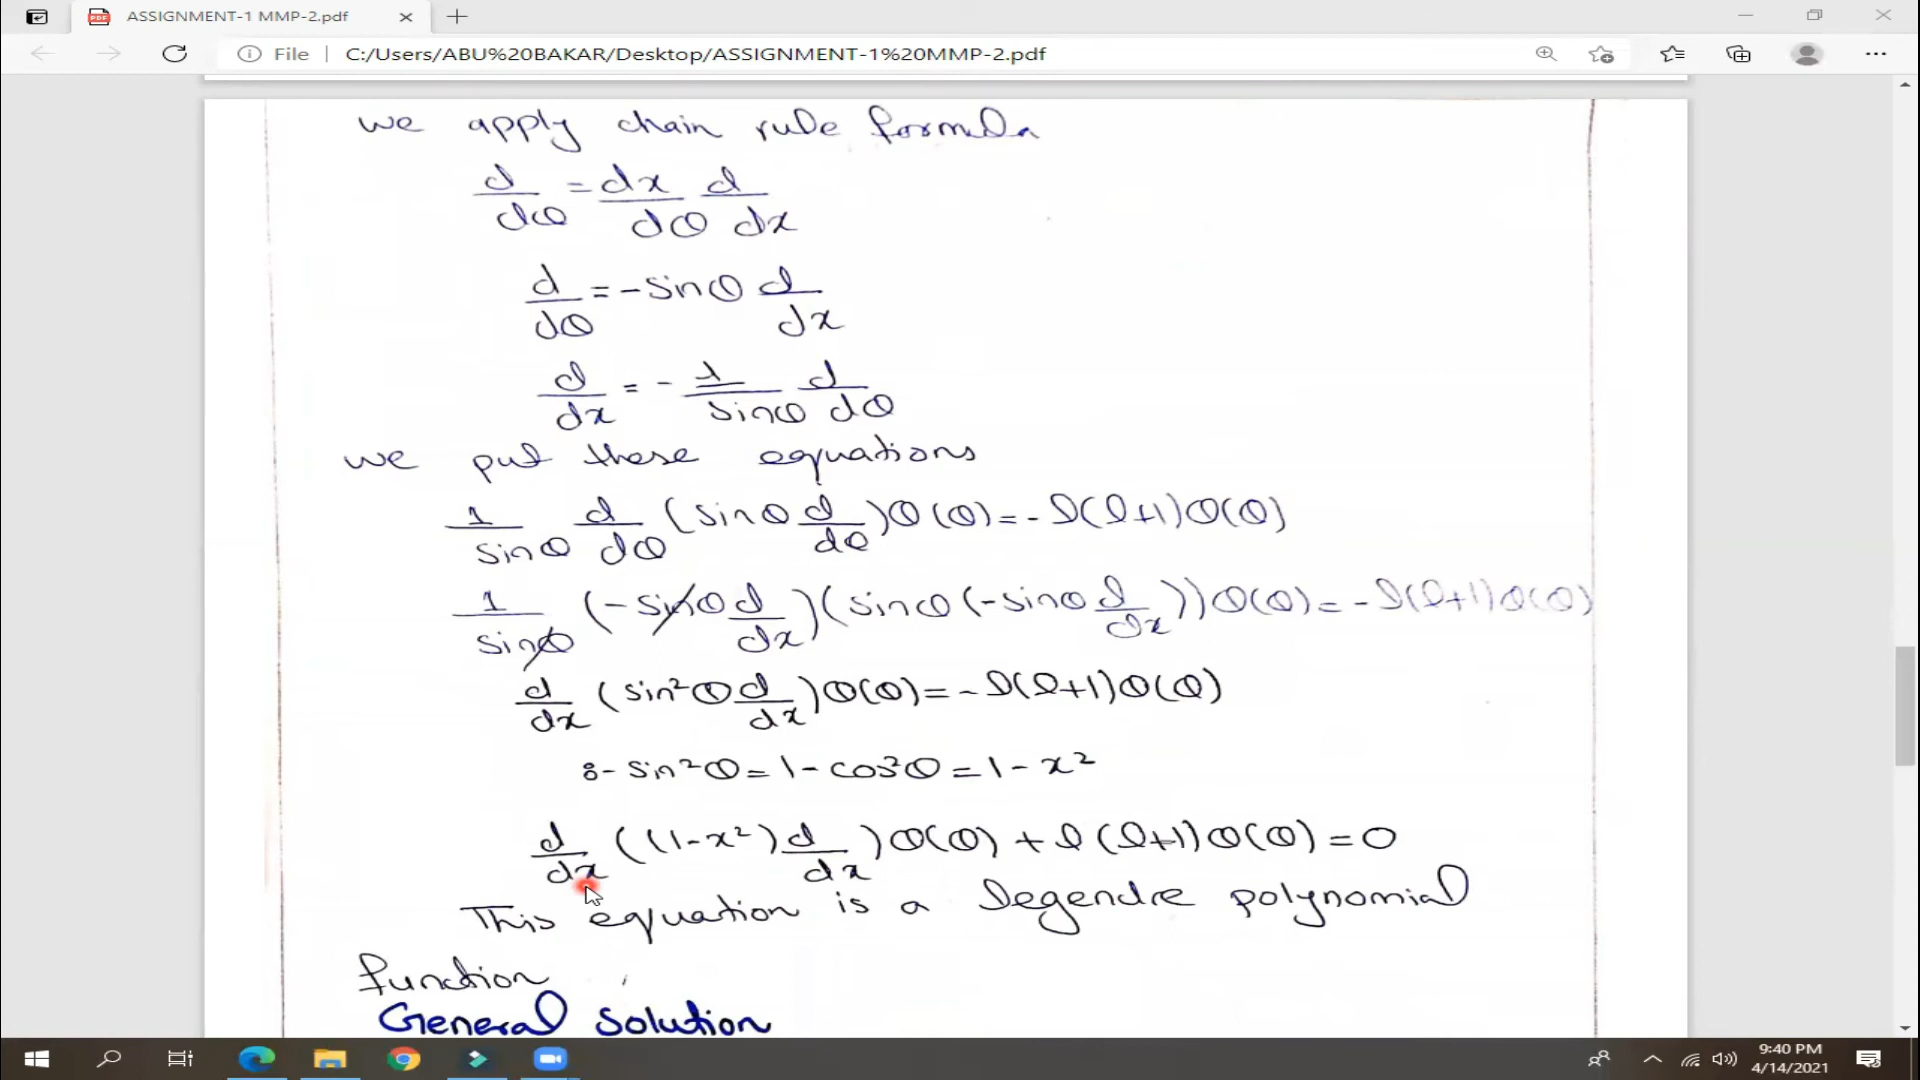 ASSIGNMENT-1 MMP-2.pdf
File | C:/Users/ABU%20BAKAR/Desktop/ASSIGNMENT-1%20MMP-2.pdf
we apply chain rule formula
d/dθ = dx/dθ d/dx
d/dθ = -sinθ d/dx
d/dx = - 1/sinθ d/dθ
we put these equations
1/sinθ d/dθ (sinθ d/dθ)Θ(θ) = -l(l+1)Θ(θ)
1/sinθ (-sinθ d/dx)(sinθ(-sinθ d/dx))Θ(θ) = -l(l+1)Θ(θ)
d/dx (sin²θ d/dx)Θ(θ) = -l(l+1)Θ(θ)
8- sin²θ = 1-cos²θ = 1-x²
d/dx ((1-x²) d/dx)Θ(θ) + l(l+1)Θ(θ) = 0
This equation is a legendre polynomial
function
General solution
9:40 PM
4/14/2021